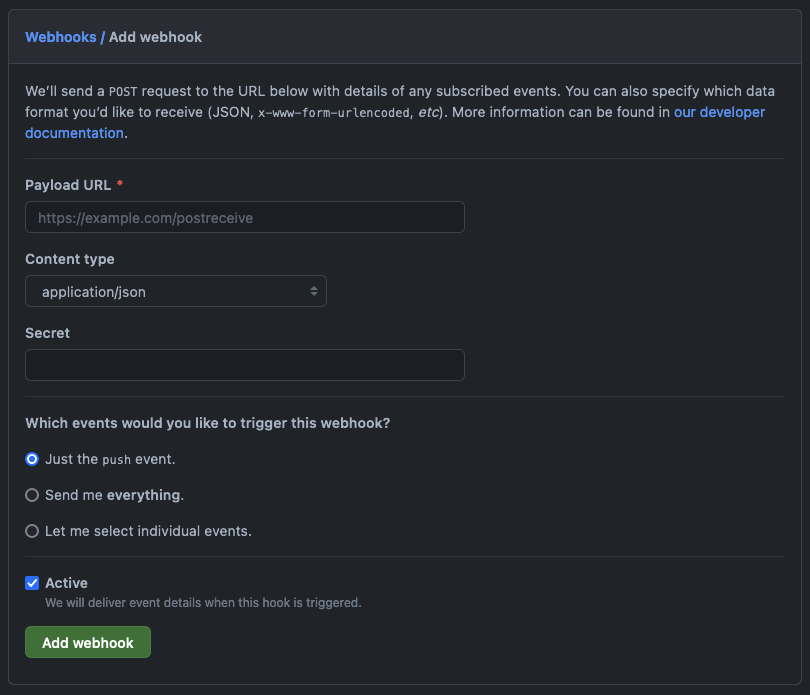 Webhooks / Add webhook
We’ll send a POST request to the URL below with details of any subscribed events. You can also specify which data
format you’d like to receive (JSON, x-www-form-urlencoded, etc). More information can be found in our developer
documentation.
Payload URL *
https://example.com/postreceive
Content type
application/json
Secret
Which events would you like to trigger this webhook?
Just the push event.
Send me everything.
Let me select individual events.
Active
We will deliver event details when this hook is triggered.
Add webhook